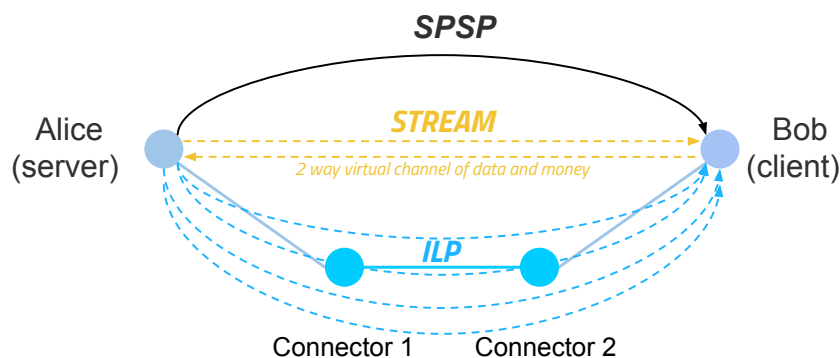 SPSP
Alice
(server)
STREAM
Bob
(client)
2 way virtual channel of data and money
ILP
Connector 1
Connector 2